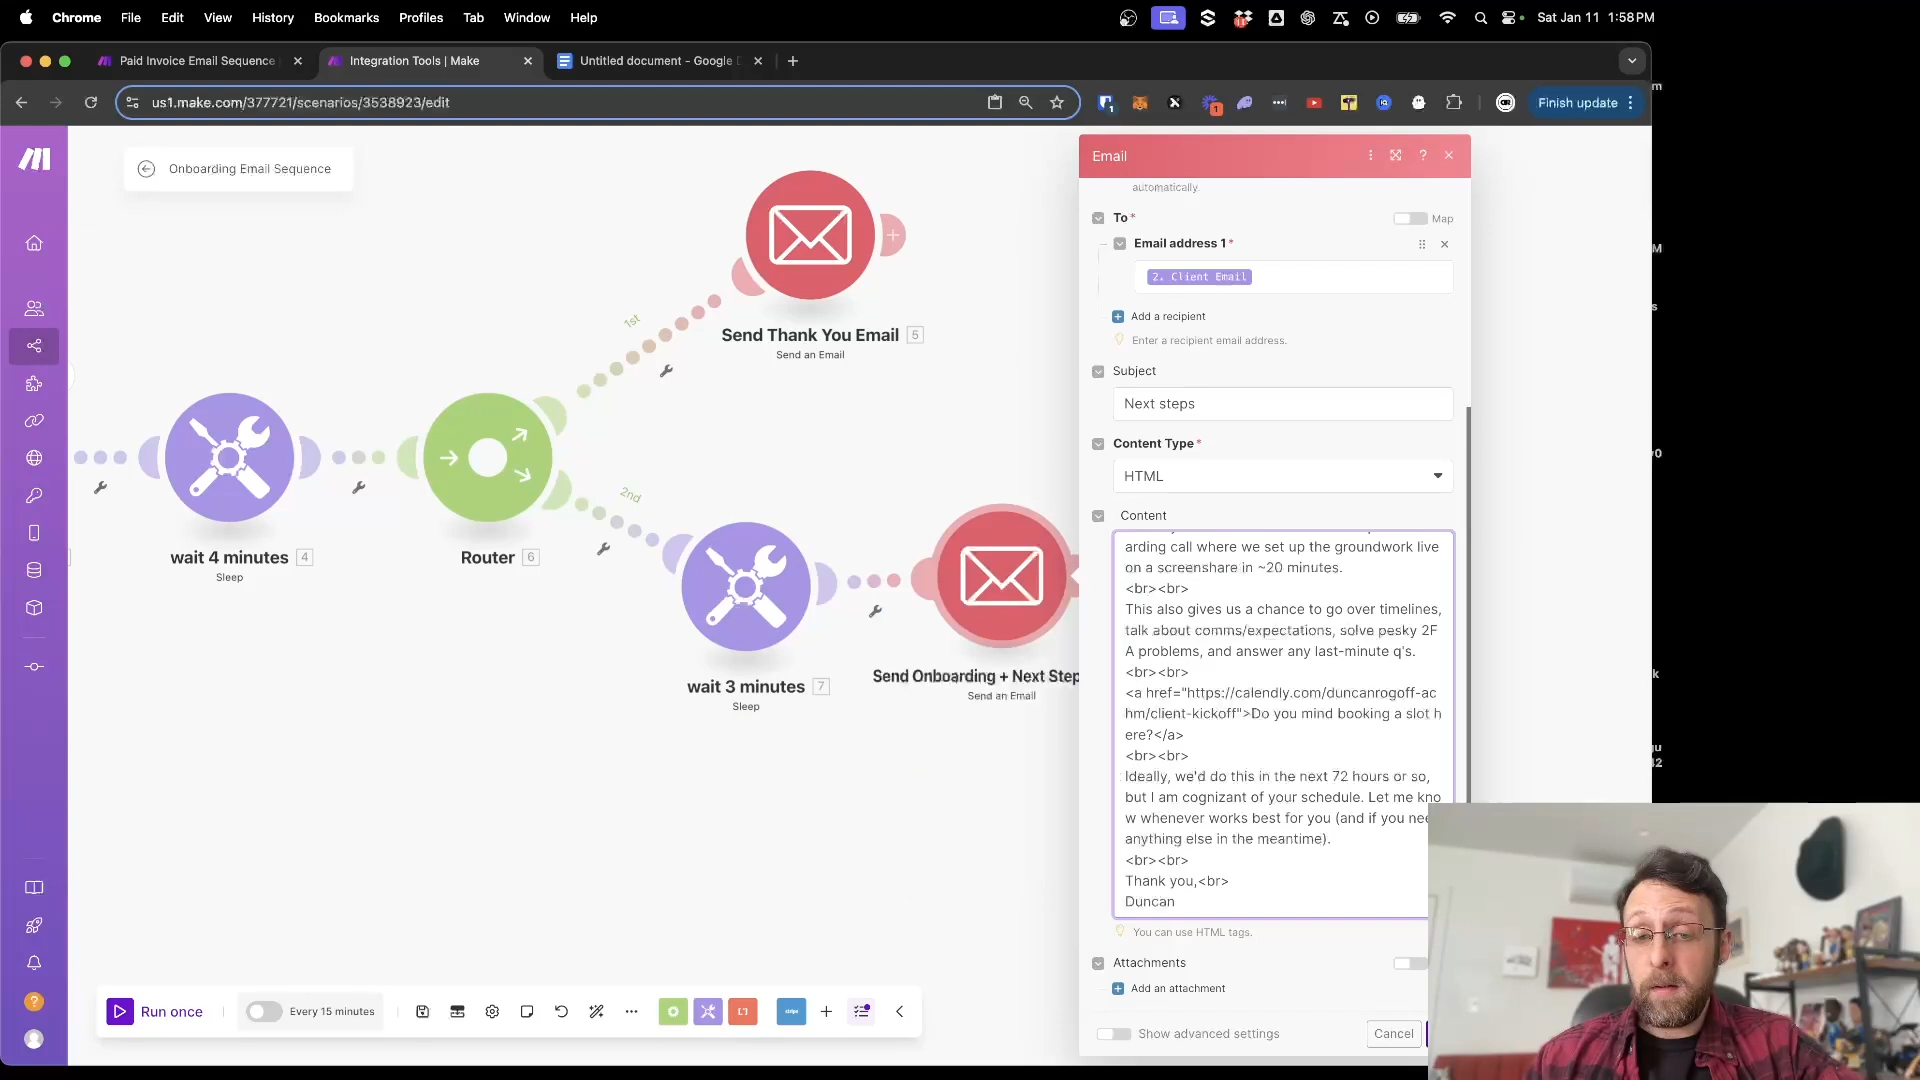 Chrome File Edit View History Bookmarks Profiles Tab Window Help
Sat Jan 11 1:58 PM
Paid Invoice Email Sequence
Integration Tools | Make
Untitled document - Google
us1.make.com/377721/scenarios/3538923/edit
Finish update
Onboarding Email Sequence
Send Thank You Email 5
Send an Email
1st
2nd
wait 4 minutes 4
Sleep
Router 6
wait 3 minutes 7
Sleep
Send Onboarding + Next Step
Send an Email
Email
automatically.
To*
Map
Email address 1*
2. Client Email
Add a recipient
Enter a recipient email address.
Subject
Next steps
Content Type*
HTML
Content
arding call where we set up the groundwork live
on a screenshare in ~20 minutes.
<br><br>
This also gives us a chance to go over timelines,
talk about comms/expectations, solve pesky 2F
A problems, and answer any last-minute q's.
<br><br>
<a href="https://calendly.com/duncanrogoff-ac
hm/client-kickoff">Do you mind booking a slot h
ere?</a>
<br><br>
Ideally, we'd do this in the next 72 hours or so,
but I am cognizant of your schedule. Let me kno
w whenever works best for you (and if you nee
anything else in the meantime).
<br><br>
Thank you,<br>
Duncan
You can use HTML tags.
Attachments
Add an attachment
Show advanced settings
Cancel
Run once
Every 15 minutes
stripe